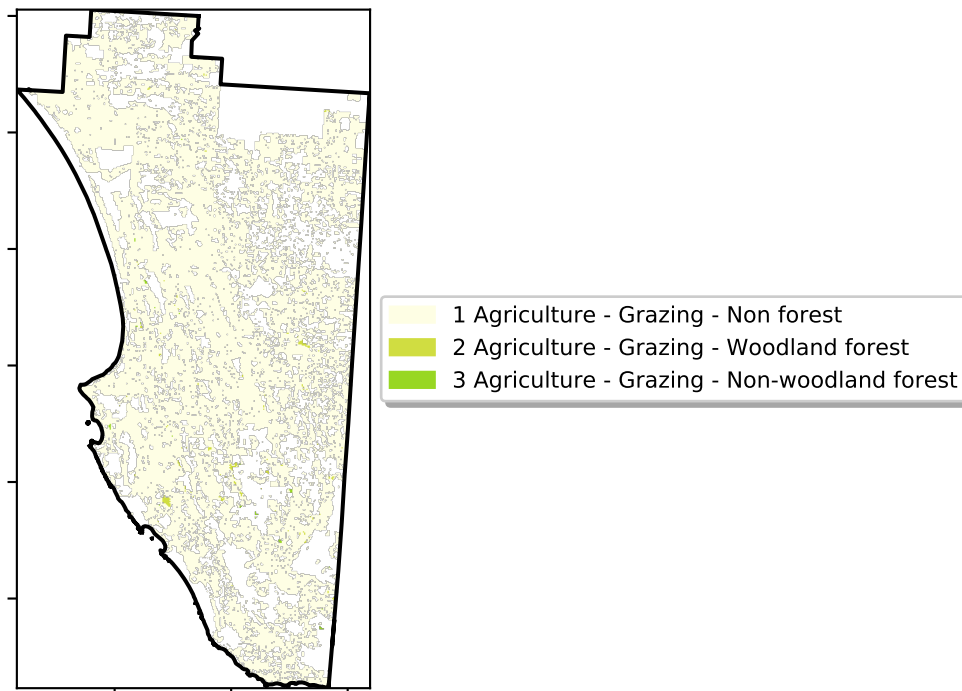 1 Agriculture - Grazing - Non forest
2 Agriculture - Grazing - Woodland forest
3 Agriculture - Grazing - Non-woodland forest